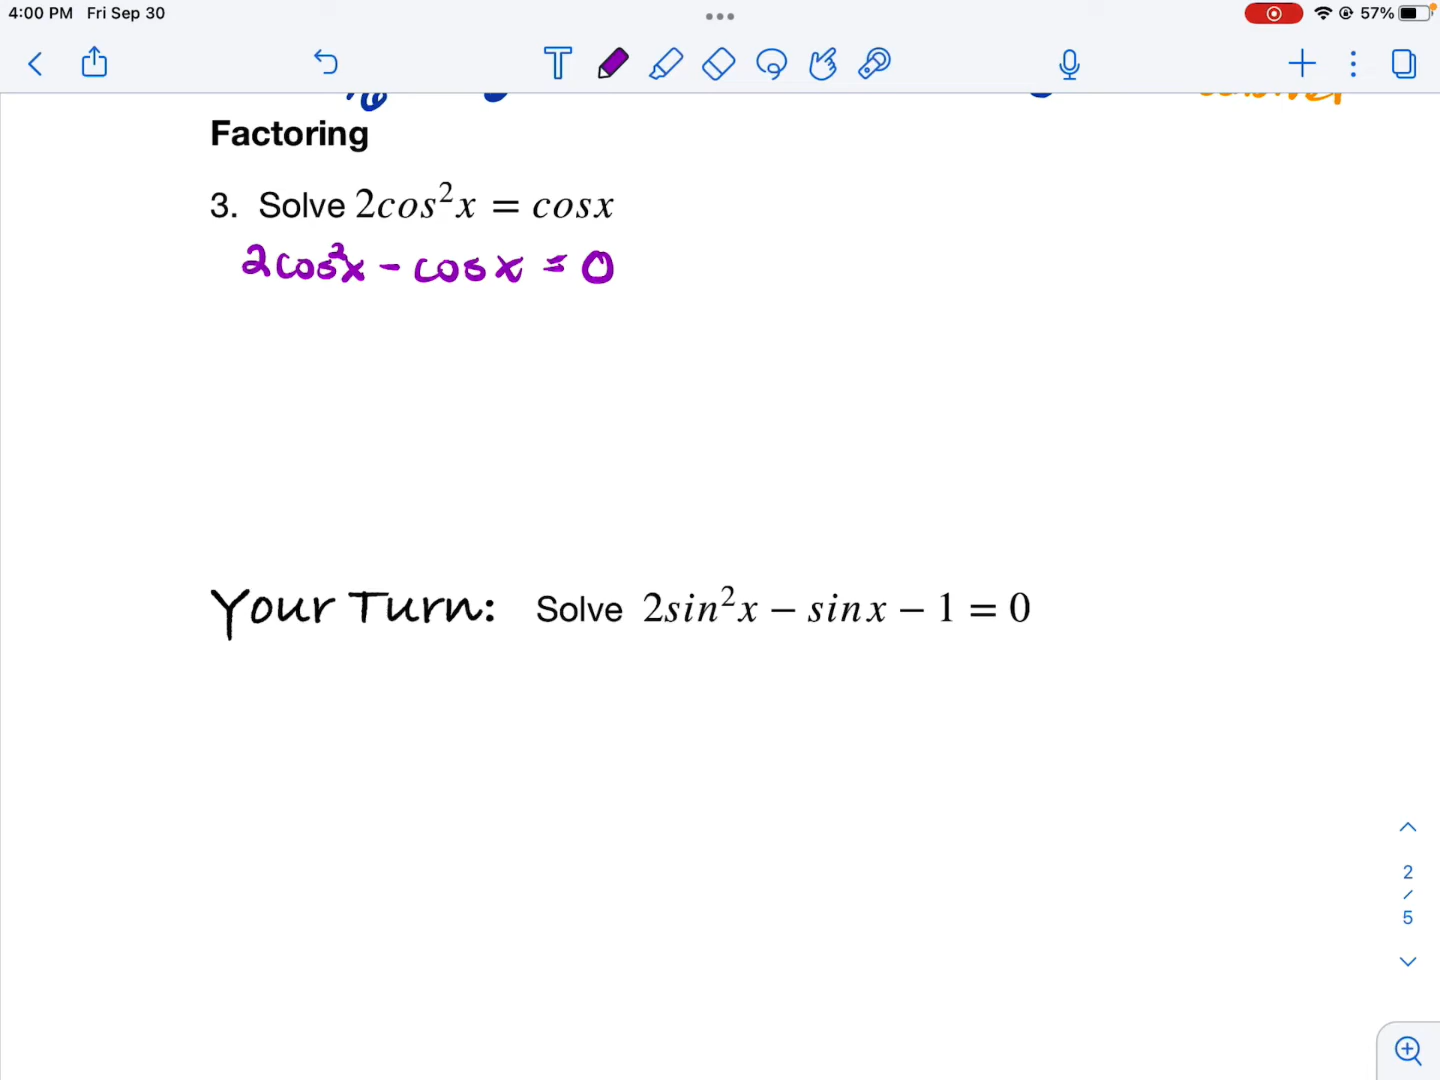 4:00 PM Fri Sep 30
57%
Factoring
3. Solve 2cos²x = cosx
2cos²x - cosx = 0
Your Turn: Solve 2sin²x − sinx − 1 = 0
2
/
5